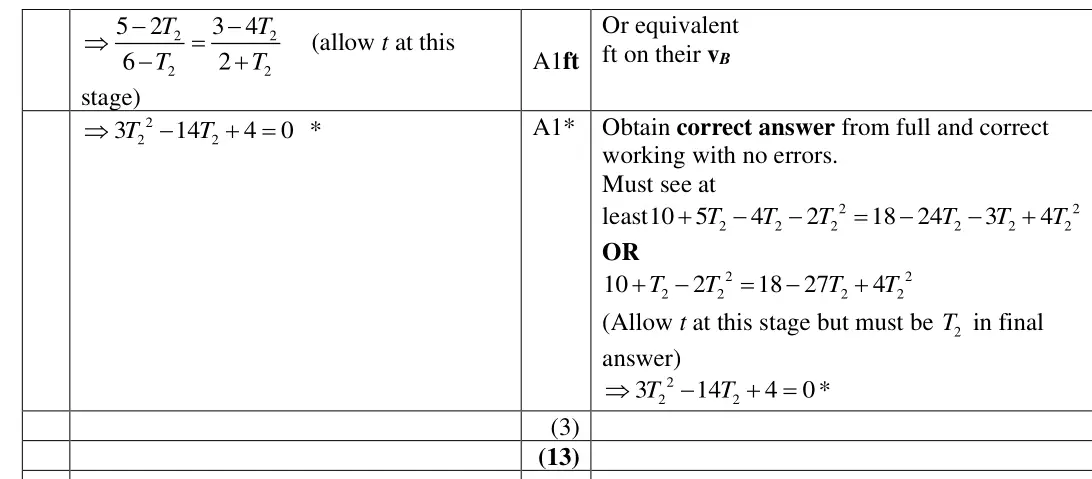 ⇒ (5 − 2T₂)/(6 − T₂) = (3 − 4T₂)/(2 + T₂) (allow t at this
stage)
A1ft
Or equivalent
ft on their v_B
⇒ 3T₂² − 14T₂ + 4 = 0 *
A1*
Obtain correct answer from full and correct
working with no errors.
Must see at
least10 + 5T₂ − 4T₂ − 2T₂² = 18 − 24T₂ − 3T₂ + 4T₂²
OR
10 + T₂ − 2T₂² = 18 − 27T₂ + 4T₂²
(Allow t at this stage but must be T₂ in final
answer)
⇒ 3T₂² − 14T₂ + 4 = 0 *
(3)
(13)